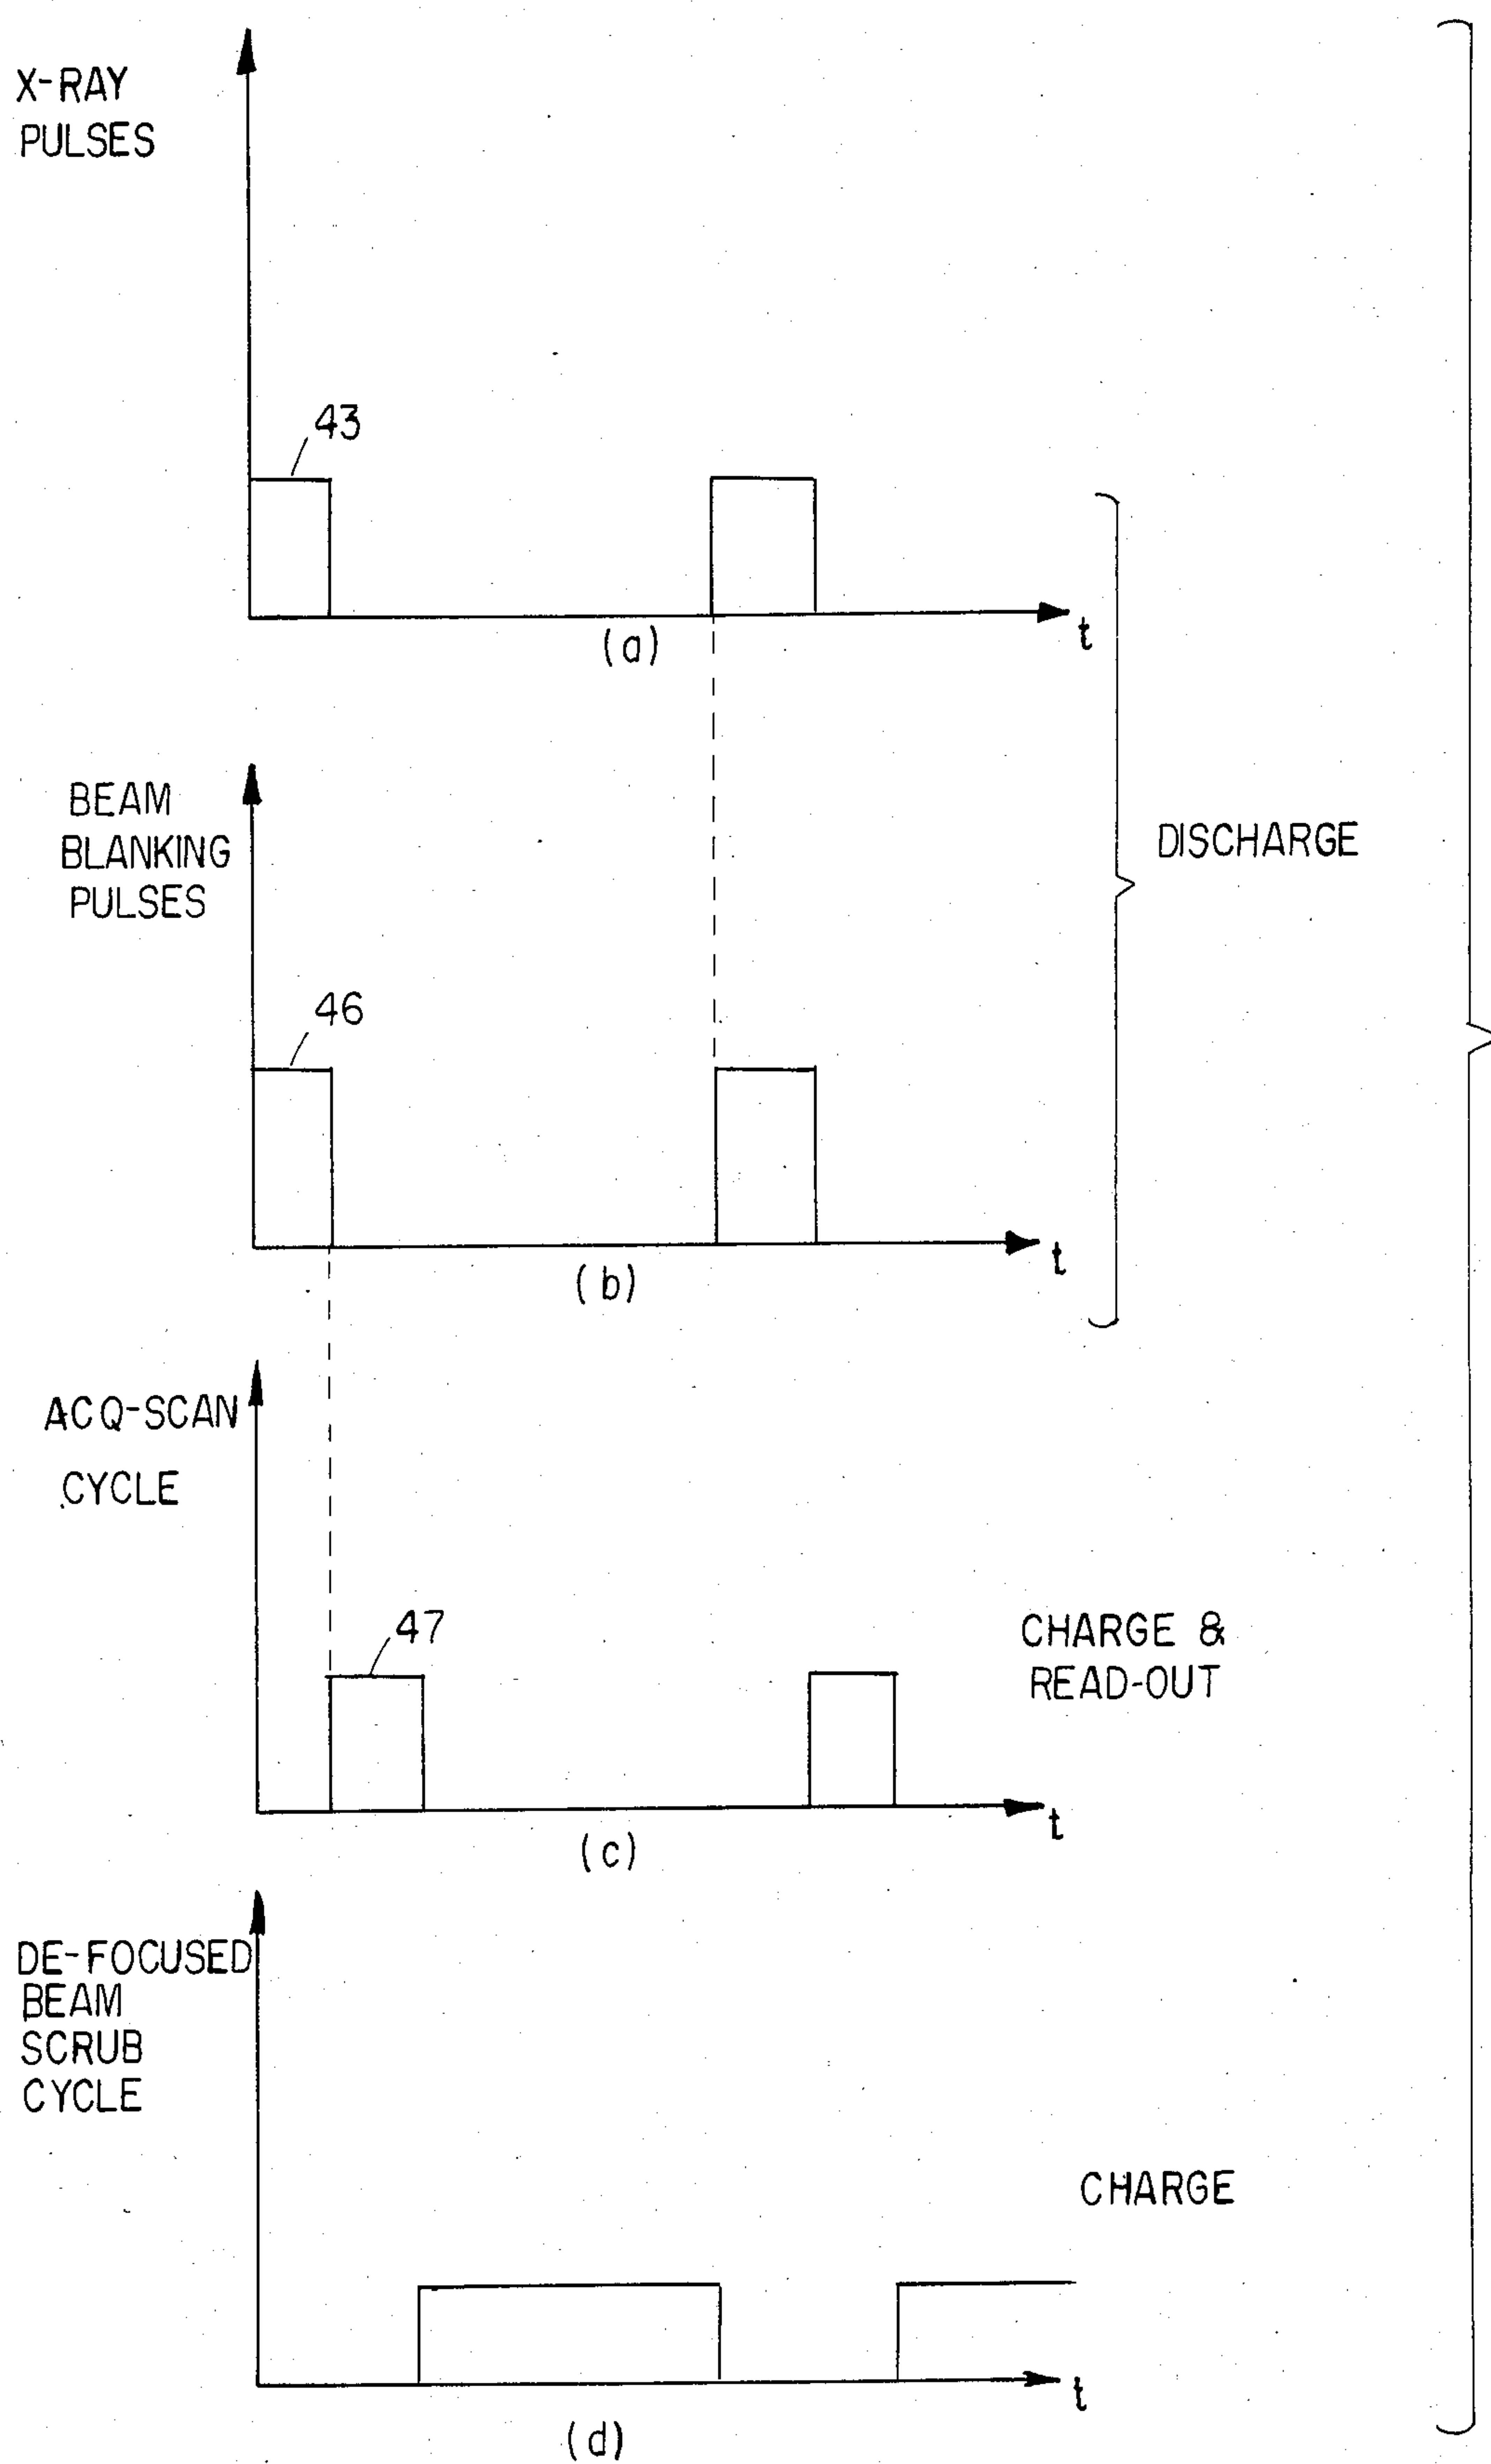 X-RAY
PULSES
43
t
(a)
BEAM
BLANKING
PULSES
DISCHARGE
46
t
(b)
ACQ-SCAN
CYCLE
47
CHARGE &
READ-OUT
t
(c)
DE-FOCUSED
BEAM
SCRUB
CYCLE
CHARGE
t
(d)